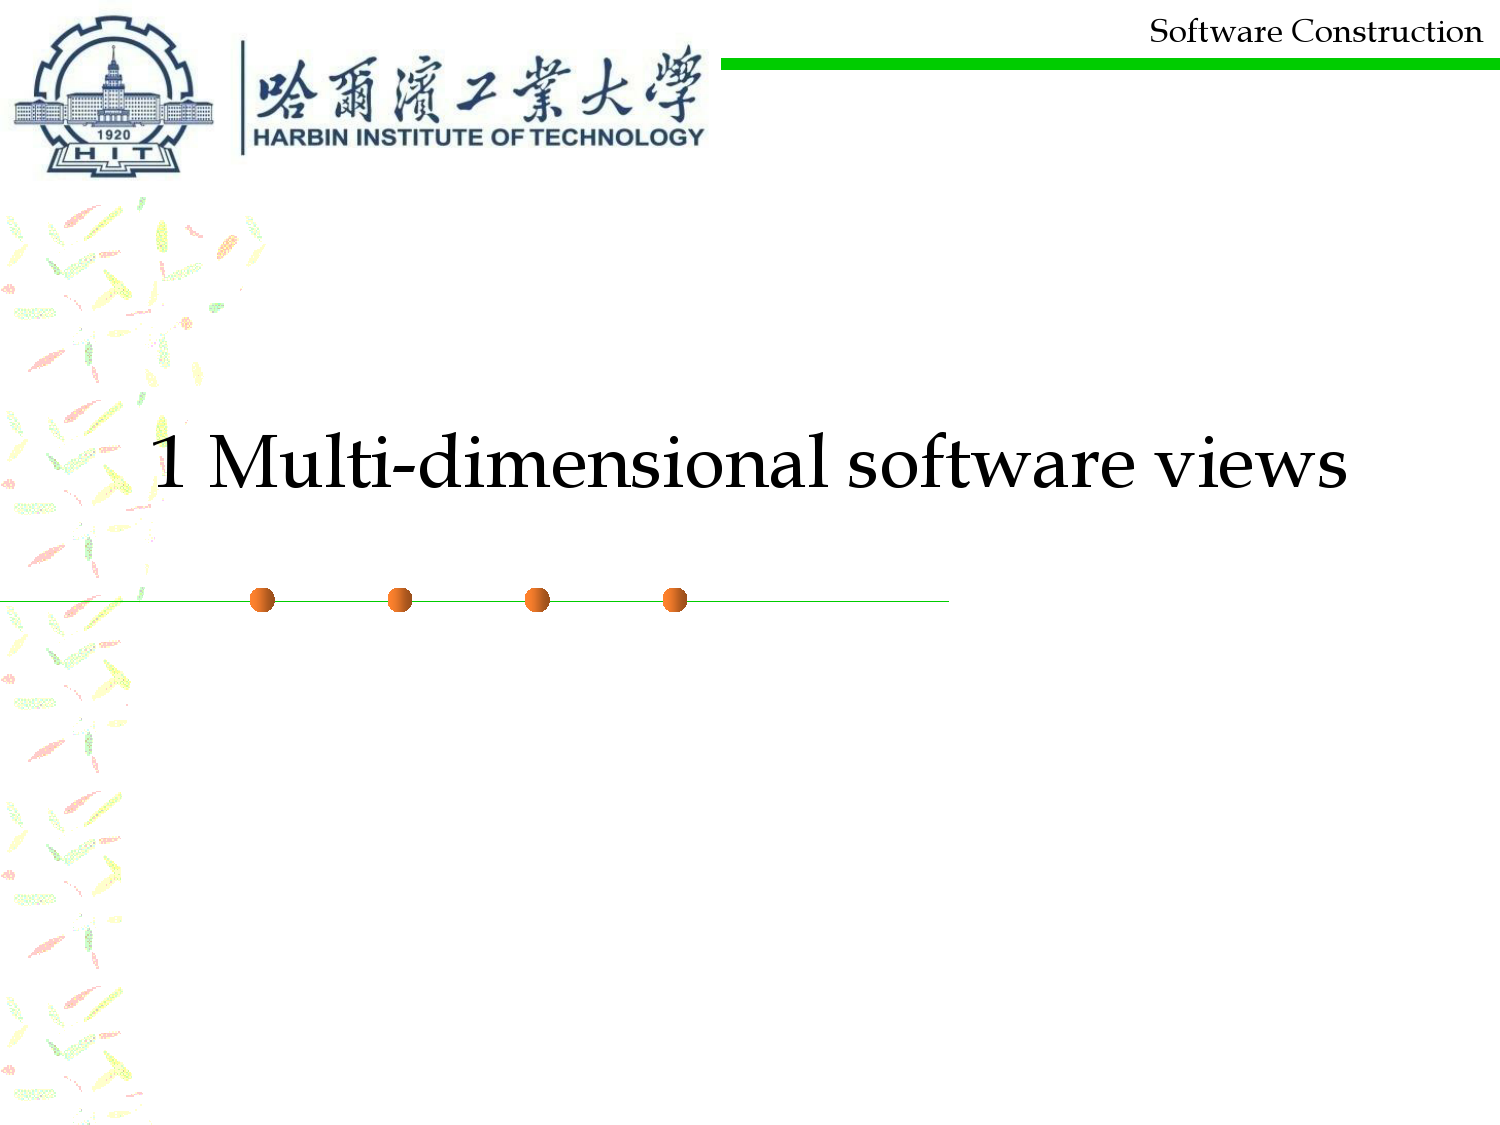 Software Construction
哈爾濱工業大學
HARBIN INSTITUTE OF TECHNOLOGY
1920
HIT
1 Multi-dimensional software views